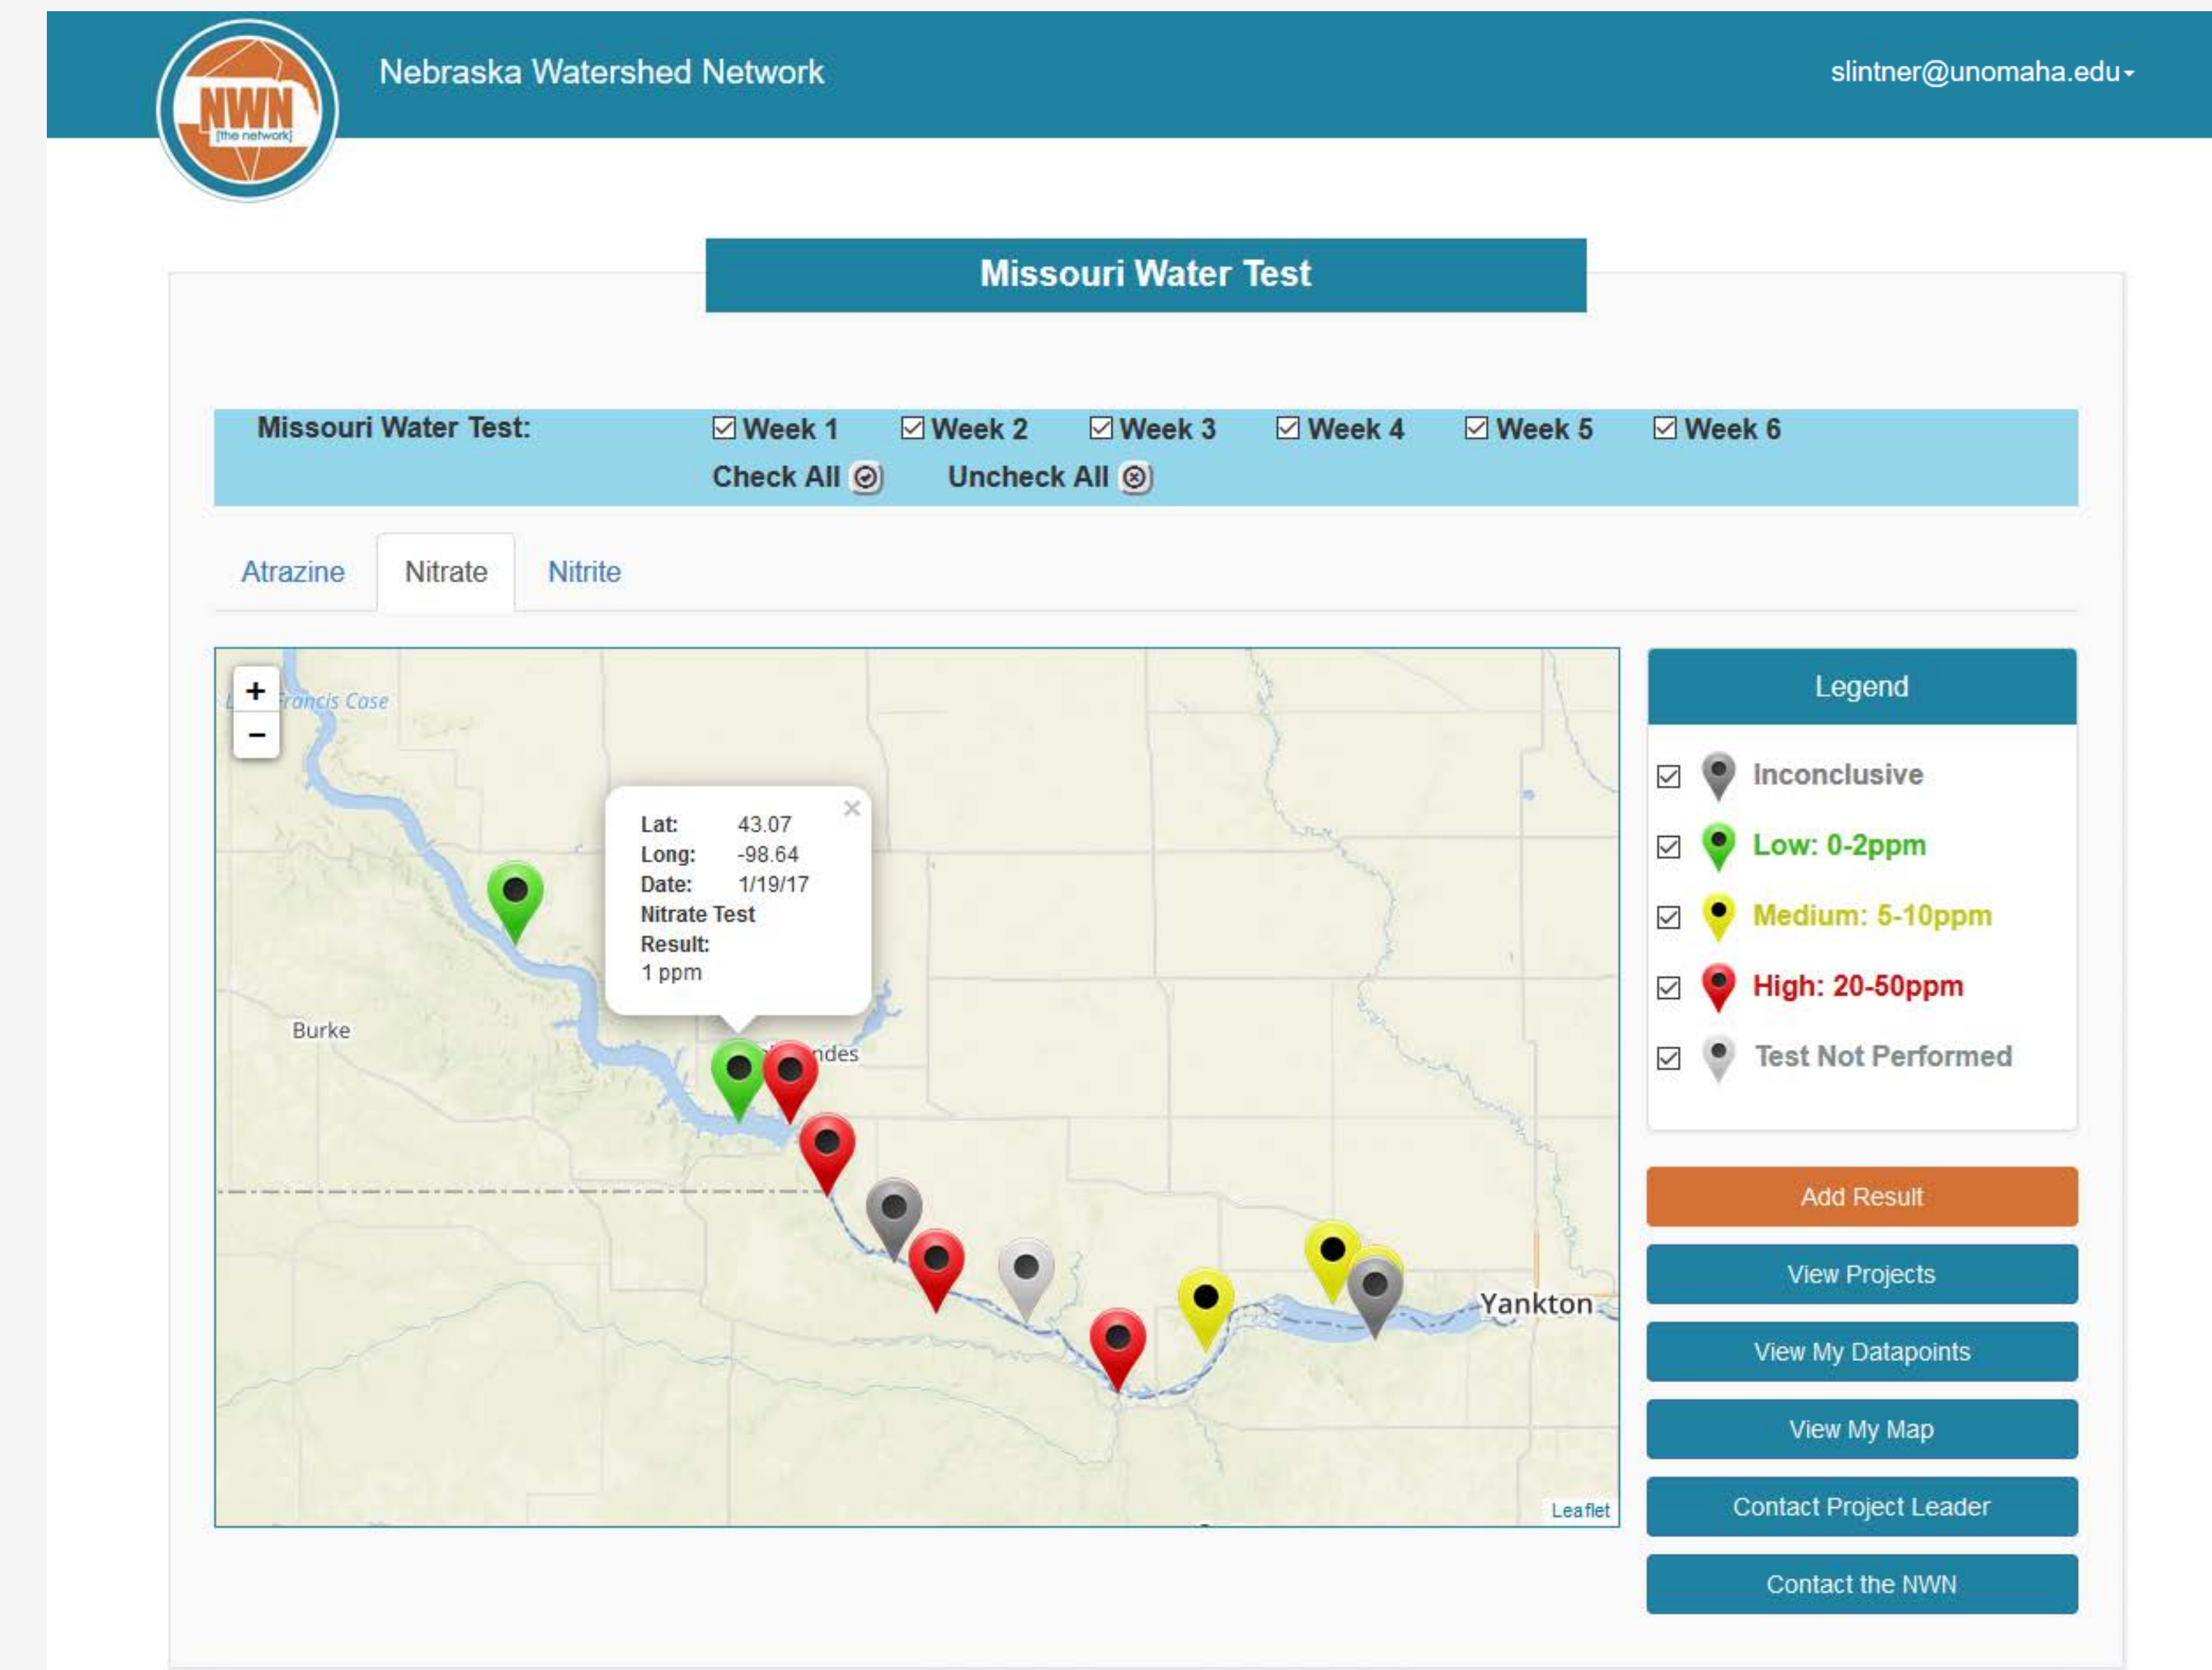 NWN
[the network]
Nebraska Watershed Network
slintner@unomaha.edu
Missouri Water Test
Missouri Water Test:
Week 1 Week 2 Week 3 Week 4 Week 5 Week 6
Check All Uncheck All
Atrazine Nitrate Nitrite
+
−
Francis Case
Lat: 43.07
Long: -98.64
Date: 1/19/17
Nitrate Test
Result:
1 ppm
×
Burke
ndes
Yankton
Leaflet
Legend
Inconclusive
Low: 0-2ppm
Medium: 5-10ppm
High: 20-50ppm
Test Not Performed
Add Result
View Projects
View My Datapoints
View My Map
Contact Project Leader
Contact the NWN